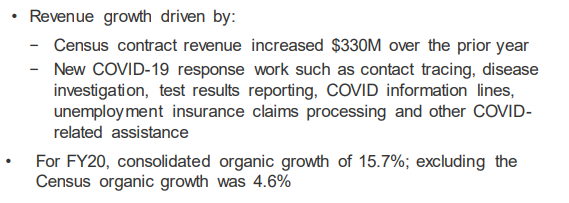 • Revenue growth driven by:
− Census contract revenue increased $330M over the prior year
− New COVID-19 response work such as contact tracing, disease
investigation, test results reporting, COVID information lines,
unemployment insurance claims processing and other COVID-
related assistance
• For FY20, consolidated organic growth of 15.7%; excluding the
Census organic growth was 4.6%